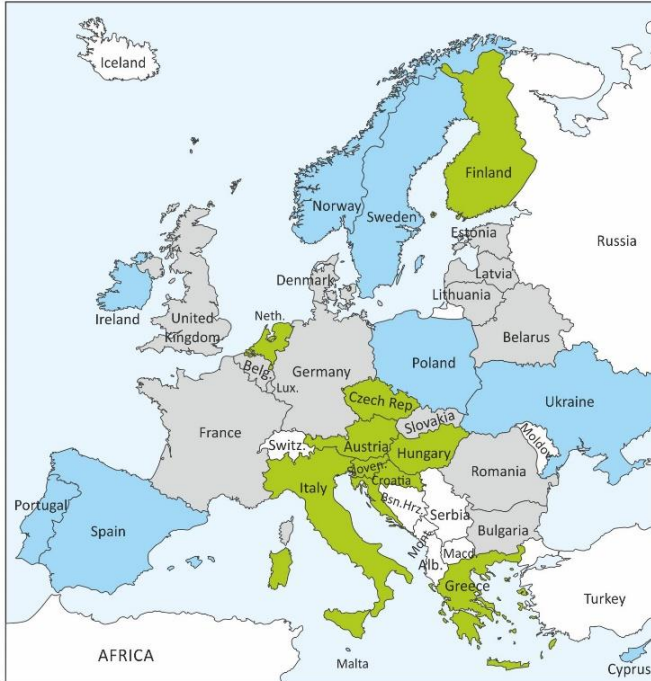 Iceland
Finland
Norway
Sweden
Russia
Estonia
Latvia
Lithuania
Denmark
Ireland
United
Kingdom
Neth.
Belarus
Belg.
Germany
Poland
Lux.
Czech Rep
Ukraine
Slovakia
France
Switz.
Austria
Hungary
Moldov
Sloven.
Croatia
Italy
Romania
Bsn.Hrz.
Serbia
Portugal
Spain
Mont.
Bulgaria
Macd.
Alb.
Greece
Turkey
AFRICA
Malta
Cyprus